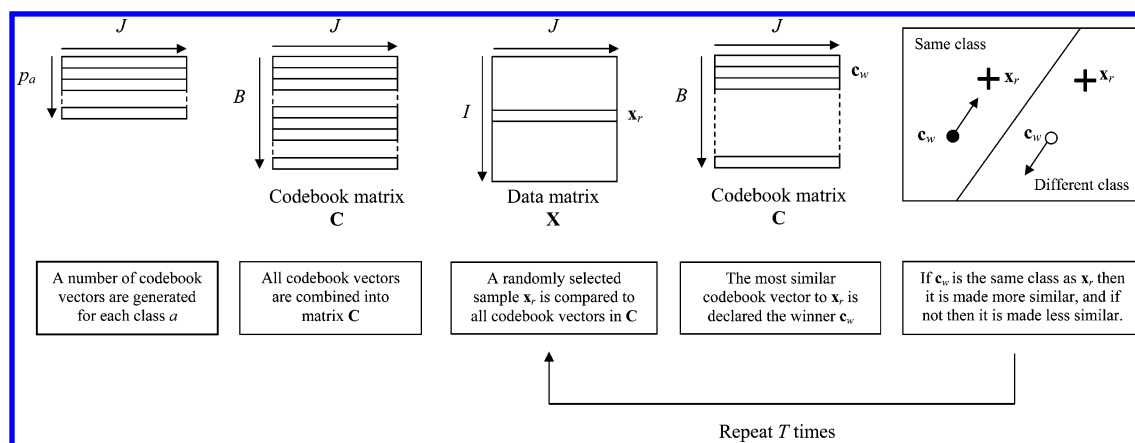 J
p_a
J
B
Codebook matrix
C
J
I
x_r
Data matrix
X
J
B
c_w
Codebook matrix
C
Same class
x_r
c_w
x_r
c_w
Different class
A number of codebook
vectors are generated
for each class a
All codebook vectors
are combined into
matrix C
A randomly selected
sample x_r is compared to
all codebook vectors in C
The most similar
codebook vector to x_r is
declared the winner c_w
If c_w is the same class as x_r then
it is made more similar, and if
not then it is made less similar.
Repeat T times